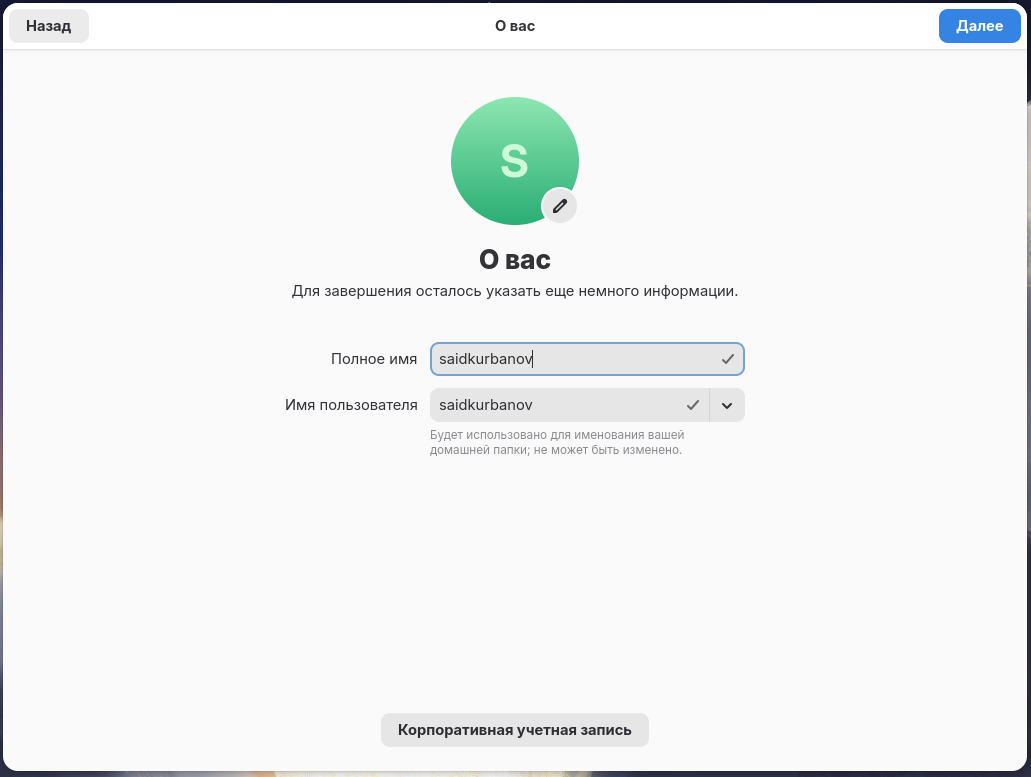 Назад
О вас
Далее
S
О вас
Для завершения осталось указать еще немного информации.
Полное имя saidkurbanov
Имя пользователя saidkurbanov
Будет использовано для именования вашей
домашней папки; не может быть изменено.
Корпоративная учетная запись